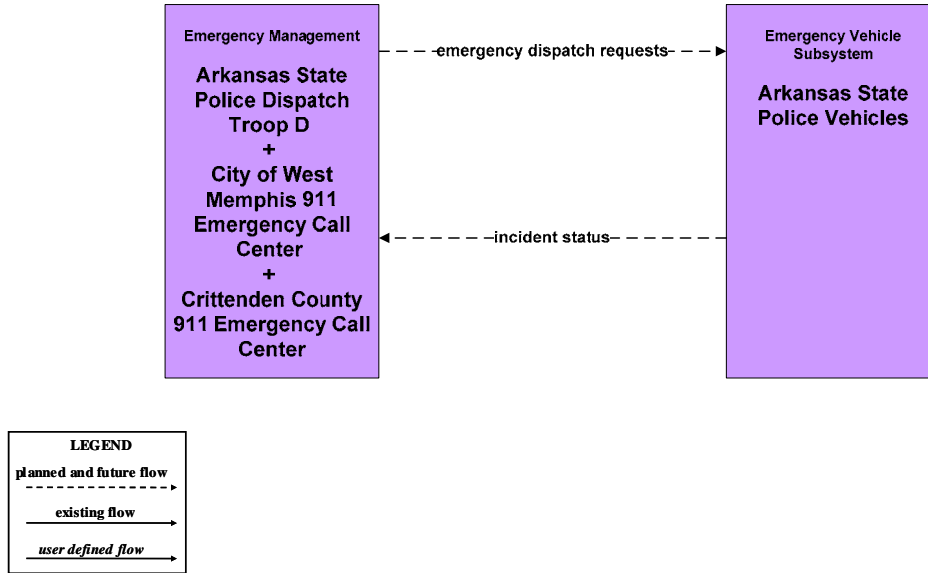 Emergency Management
Arkansas State
Police Dispatch
Troop D
+
City of West
Memphis 911
Emergency Call
Center
+
Crittenden County
911 Emergency Call
Center
emergency dispatch requests
incident status
Emergency Vehicle
Subsystem
Arkansas State
Police Vehicles
LEGEND
planned and future flow
existing flow
user defined flow